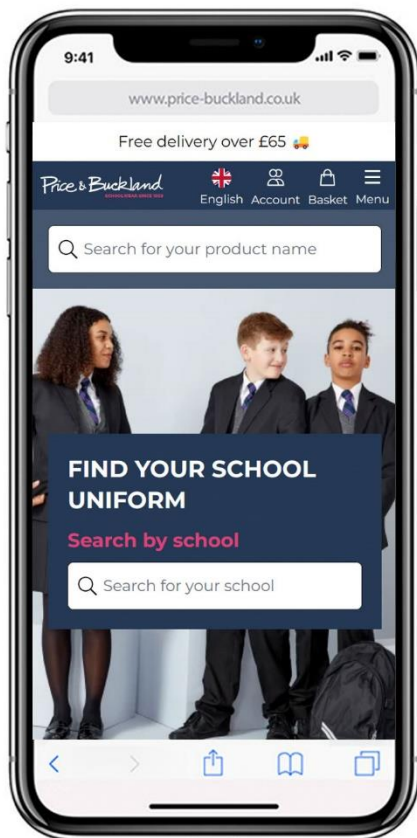 9:41
www.price-buckland.co.uk
Free delivery over £65
Price & Buckland
English Account Basket Menu
Search for your product name
FIND YOUR SCHOOL
UNIFORM
Search by school
Search for your school